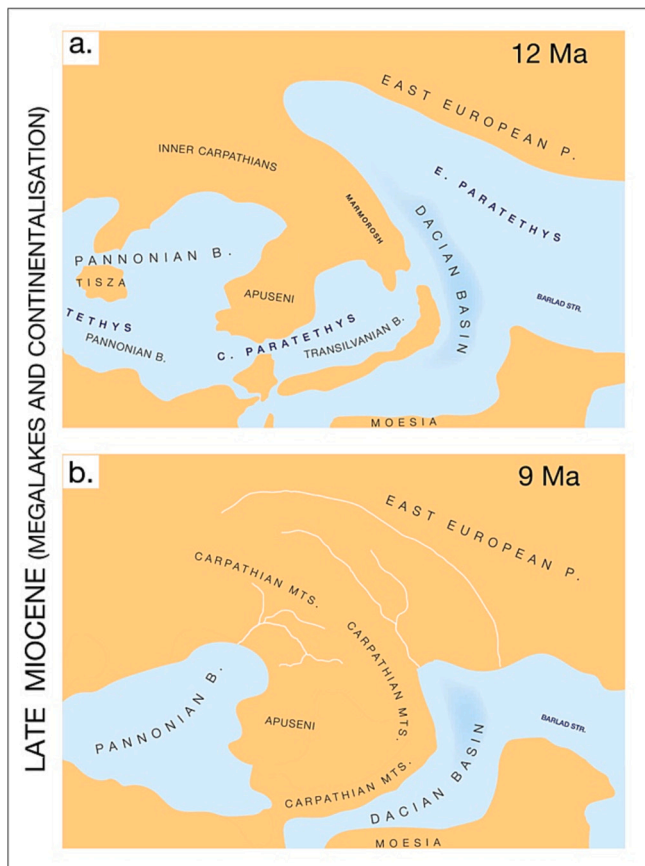 LATE MIOCENE (MEGALAKES AND CONTINENTALISATION)
a.
12 Ma
EAST EUROPEAN P.
INNER CARPATHIANS
E. PARATETHYS
MARMOROSH
DACIAN BASIN
PANNONIAN B.
TISZA
APUSENI
BARLAD STR.
TETHYS
C. PARATETHYS
PANNONIAN B.
TRANSILVANIAN B.
MOESIA
b.
9 Ma
EAST EUROPEAN P.
CARPATHIAN MTS.
CARPATHIAN MTS.
PANNONIAN B.
APUSENI
BARLAD STR.
DACIAN BASIN
CARPATHIAN MTS.
MOESIA